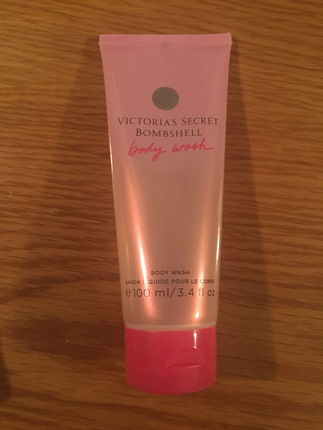 VICTORIA'S SECRET
BOMBSHELL
body wash
BODY WASH
SAVON LIQUIDE POUR LE CORPS
e 100 ml/3.4 fl oz